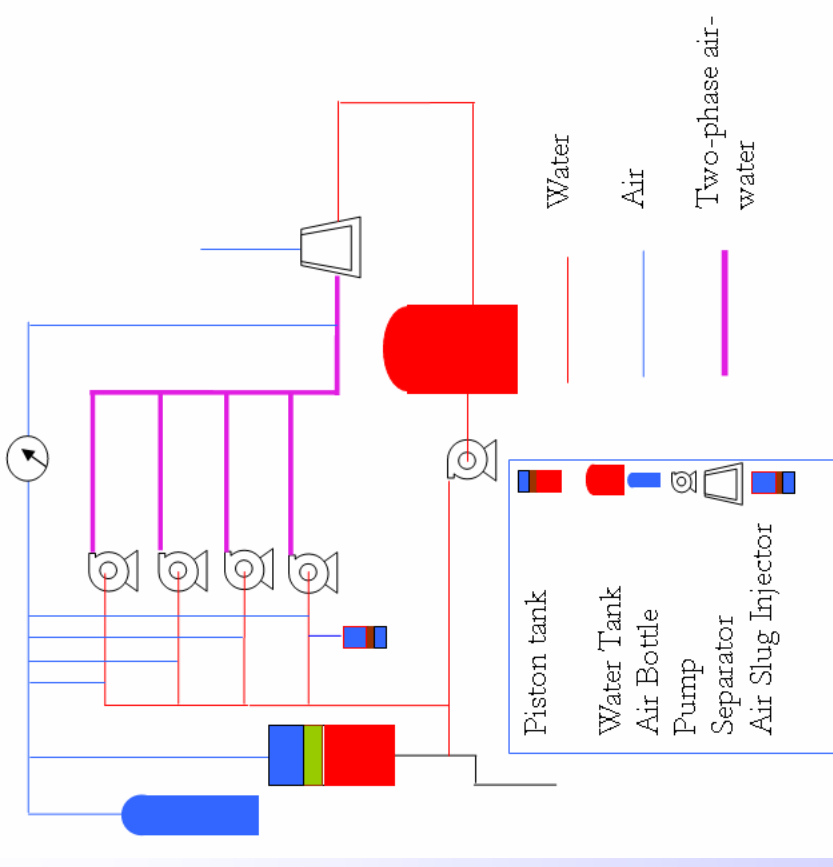 Water
Air
Two-phase air-
water
Piston tank
Water Tank
Air Bottle
Pump
Separator
Air Slug Injector